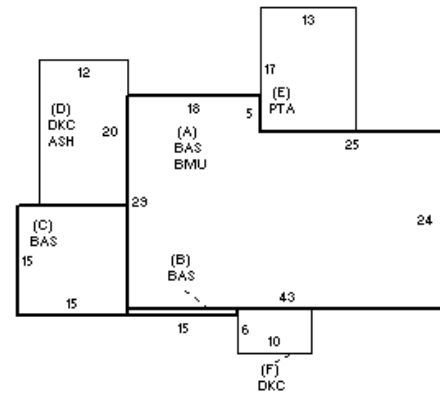 13
17
(E)
PTA
12
(D)
DKC
ASH
20
18
5
(A)
BAS
BMU
25
29
24
(C)
BAS
15
15
(B)
BAS
43
15
6
10
(F)
DKC